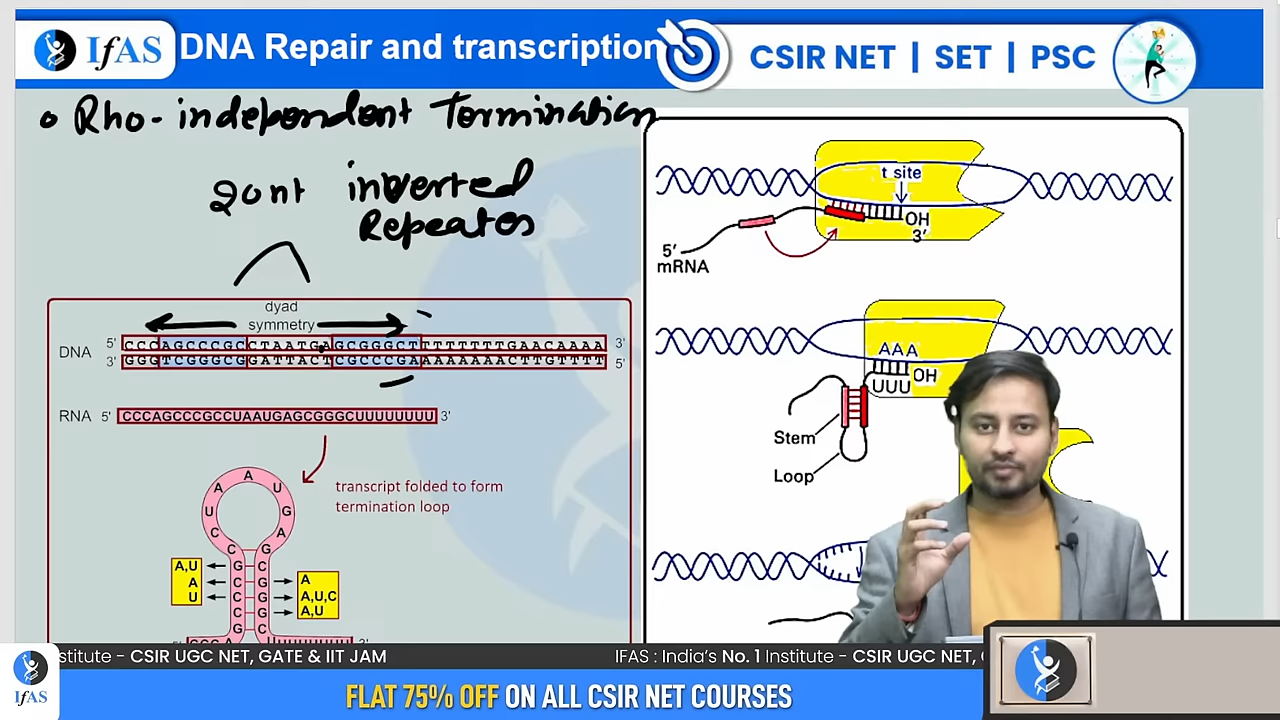 IfAS DNA Repair and transcription CSIR NET | SET | PSC
• Rho-independent Termination
20nt inverted
Repeates
dyad
symmetry
DNA 5' CCCAGCCCGCCTAATGAGCGGGCTTTTTTTTGAACAAAA 3'
3' GGGTCGGGCGGATTACTCGCCCGAAAAAAAACTTGTTTT 5'
RNA 5' CCCAGCCCGCCUAAUGAGCGGGCUUUUUUUU 3'
transcript folded to form
termination loop
A
A
U
G
A
A
U
C
C
C
G
C
C
C
G
G
C
G
G
G
C
A,U
A
U
A
A,U,C
A,U
t site
OH
3'
5'
mRNA
AAA
OH
UUU
Stem
Loop
stitute - CSIR UGC NET, GATE & IIT JAM
IFAS : India's No. 1 Institute - CSIR UGC NET,
IfAS
FLAT 75% OFF ON ALL CSIR NET COURSES